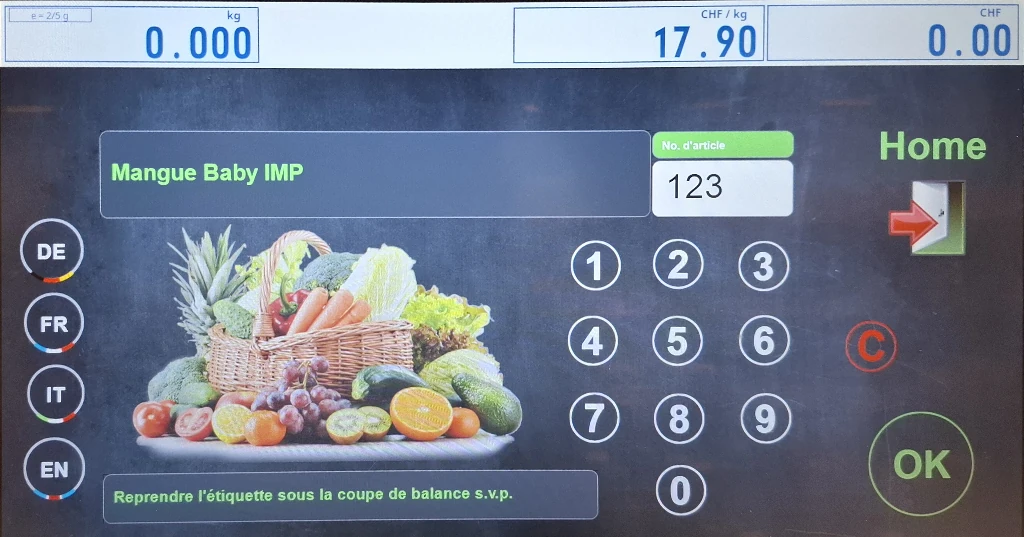 e = 2/5 g
kg
0.000
CHF / kg
17.90
CHF
0.00
Mangue Baby IMP
No. d'article
123
Home
DE
FR
IT
EN
1 2 3
4 5 6
7 8 9
0
C
OK
Reprendre l'étiquette sous la coupe de balance s.v.p.